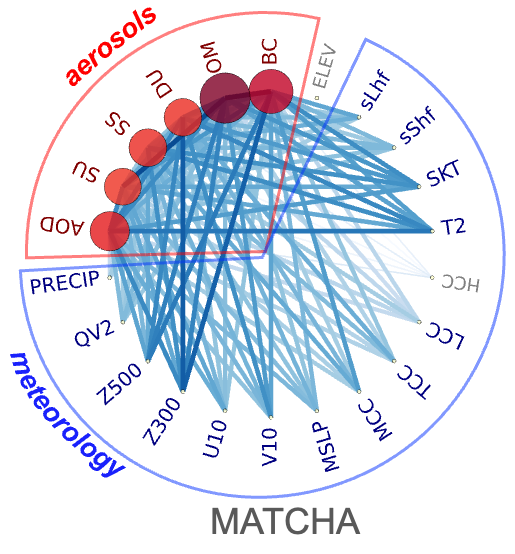 aerosols
AOD
SU
SS
DU
OM
BC
ELEV
sLhf
sShf
SKT
T2
HCC
LCC
TCC
MCC
MSLP
V10
U10
Z300
Z500
QV2
PRECIP
meteorology
MATCHA